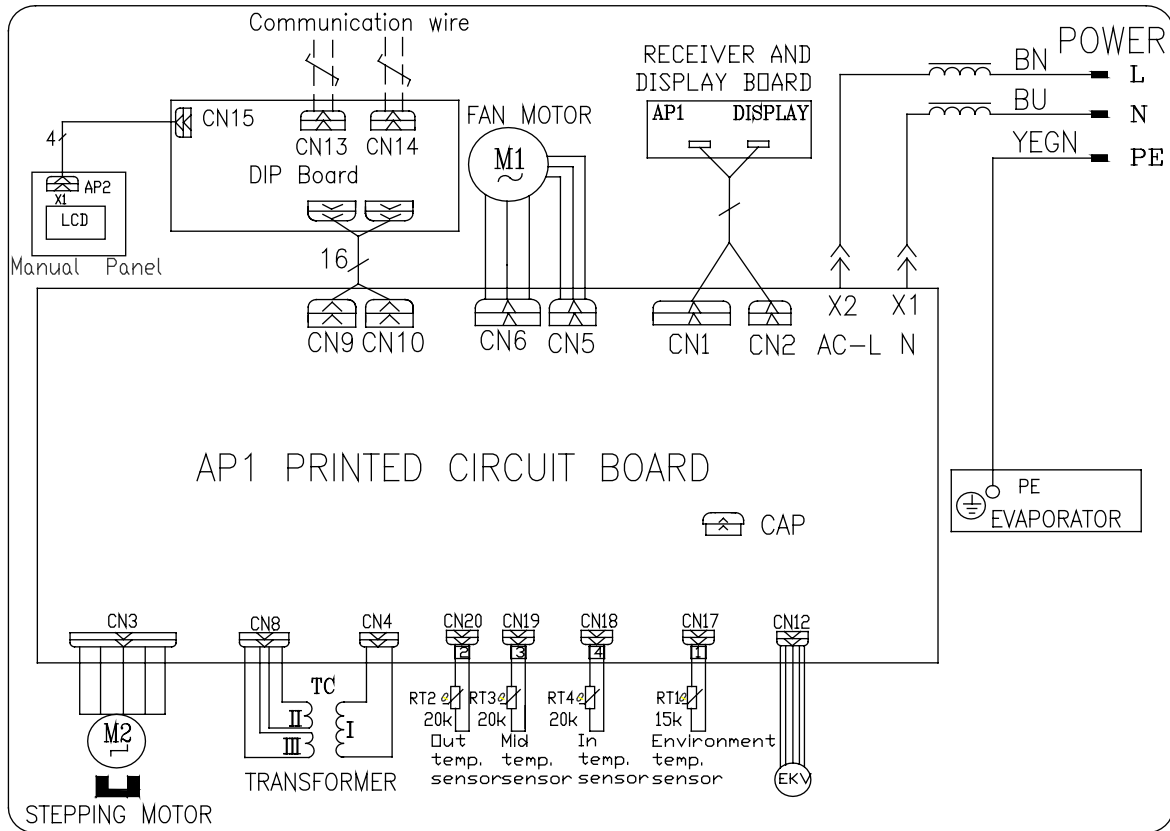 Communication wire
POWER
RECEIVER AND
DISPLAY BOARD
BN
L
AP1 DISPLAY
BU
N
YEGN
PE
4
CN15
CN13 CN14
DIP Board
FAN MOTOR
M1
~
AP2
X1
LCD
Manual Panel
16
CN9 CN10
CN6
CN5
CN1
CN2
X2
AC-L
X1
N
AP1 PRINTED CIRCUIT BOARD
CAP
PE
EVAPORATOR
CN3
CN8
CN4
CN20
CN19
CN18
CN17
CN12
2
3
4
1
M2
STEPPING MOTOR
TC
II
III
I
TRANSFORMER
RT2
20k
Out
temp.
sensor
RT3
20k
Mid
temp.
sensor
RT4
20k
In
temp.
sensor
RT1
15k
Environment
temp.
sensor
EKV